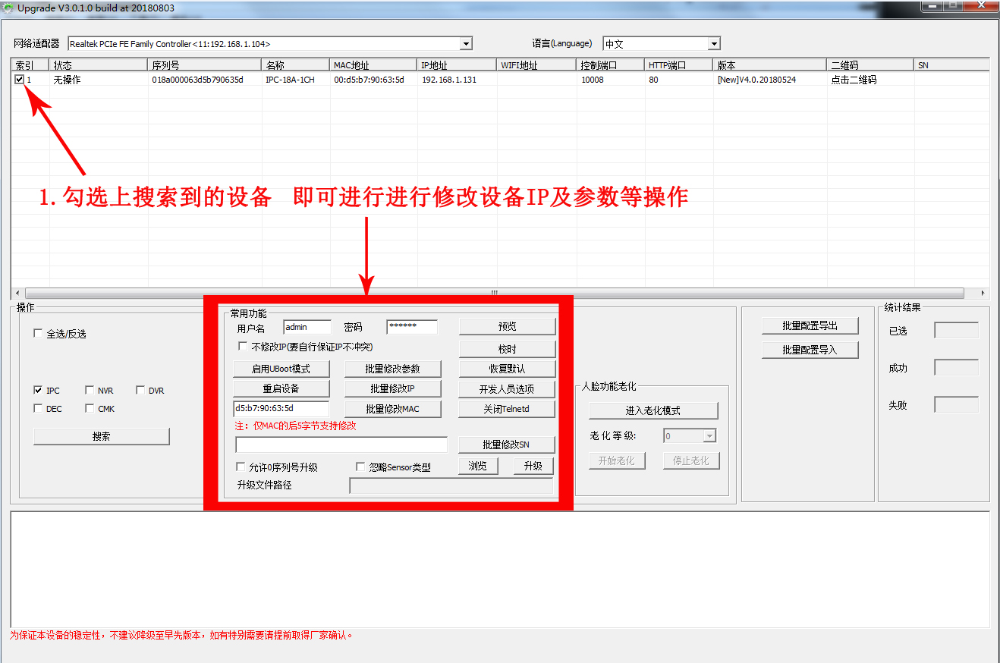 Upgrade V3.0.1.0 build at 20180803
网络适配器 Realtek PCIe FE Family Controller<11:192.168.1.104> 语言(Language) 中文
索引 状态 序列号 名称 MAC地址 IP地址 WIFI地址 控制端口 HTTP端口 版本 二维码 SN
1 无操作 018a000063d5b790635d IPC-18A-1CH 00:d5:b7:90:63:5d 192.168.1.131 10008 80 [New]V4.0.20180524 点击二维码
1.勾选上搜索到的设备 即可进行进行修改设备IP及参数等操作
操作
全选/反选
IPC NVR DVR
DEC CMK
搜索
常用功能
用户名 admin 密码 ****** 预览
不修改IP(要自行保证IP不冲突) 校时
启用UBoot模式 批量修改参数 恢复默认
重启设备 批量修改IP 开发人员选项
d5:b7:90:63:5d 批量修改MAC 关闭Telnetd
注：仅MAC的后5字节支持修改
批量修改SN
允许0序列号升级 忽略Sensor类型 浏览 升级
升级文件路径
人脸功能老化
进入老化模式
老化等级: 0
开始老化 停止老化
批量配置导出
批量配置导入
统计结果
已选
成功
失败
为保证本设备的稳定性，不建议降级至早先版本，如有特别需要请提前取得厂家确认。